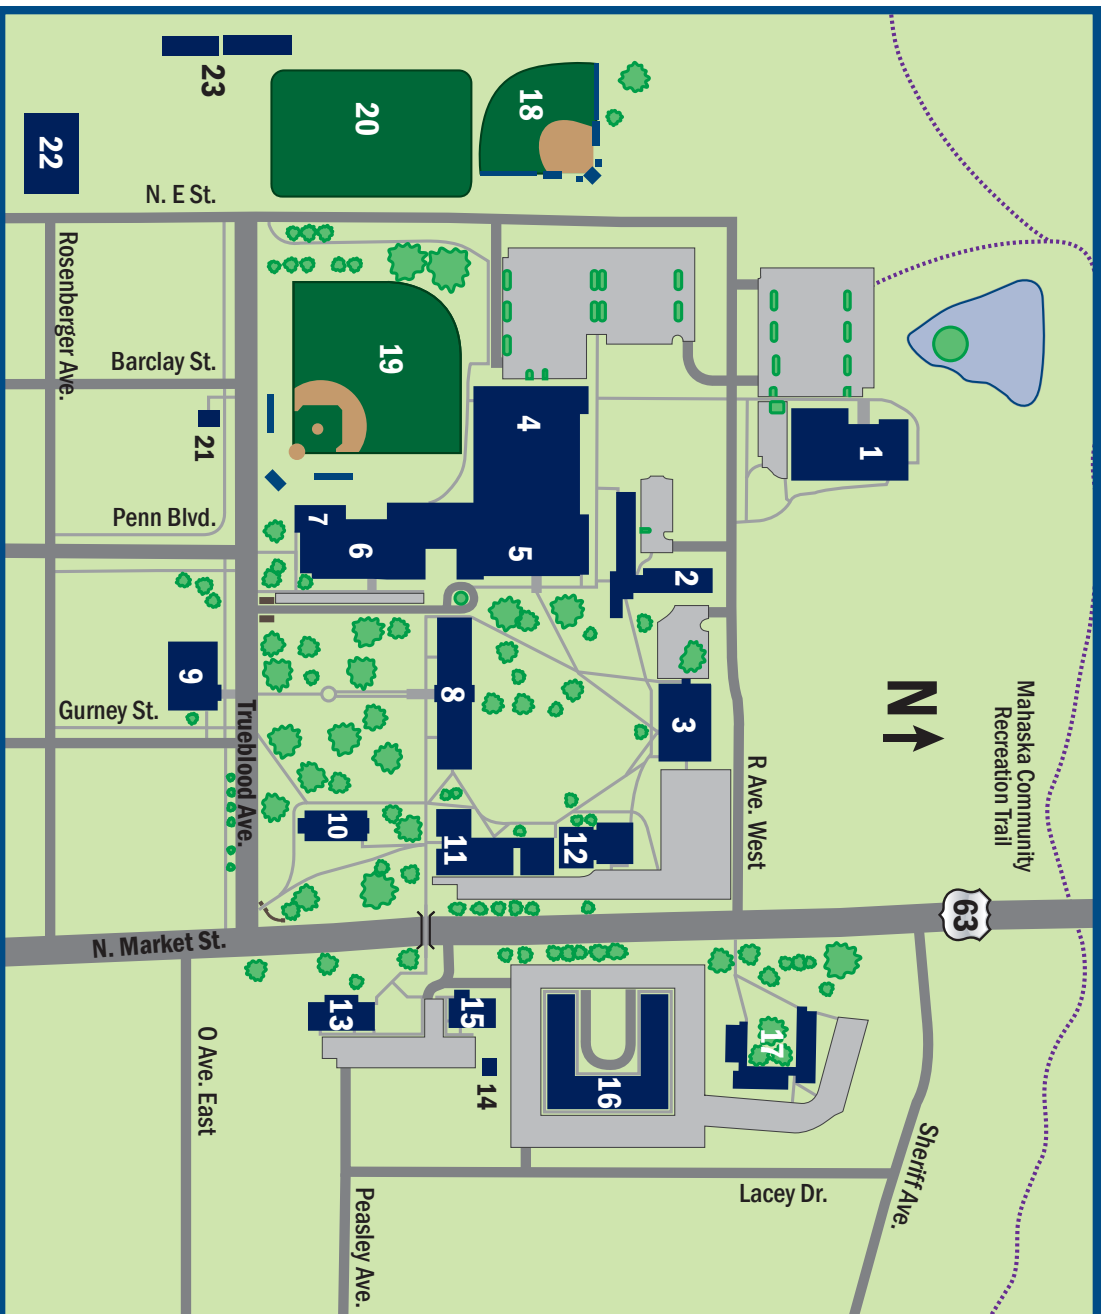 23
22
20
18
N. E St.
Rosenberger Ave.
Barclay St.
21
19
4
1
Penn Blvd.
7
6
5
2
9
Gurney St.
Trueblood Ave.
8
3
N
Mahaska Community
Recreation Trail
R Ave. West
10
11
12
63
N. Market St.
13
15
14
16
17
O Ave. East
Peasley Ave.
Lacey Dr.
Sheriff Ave.